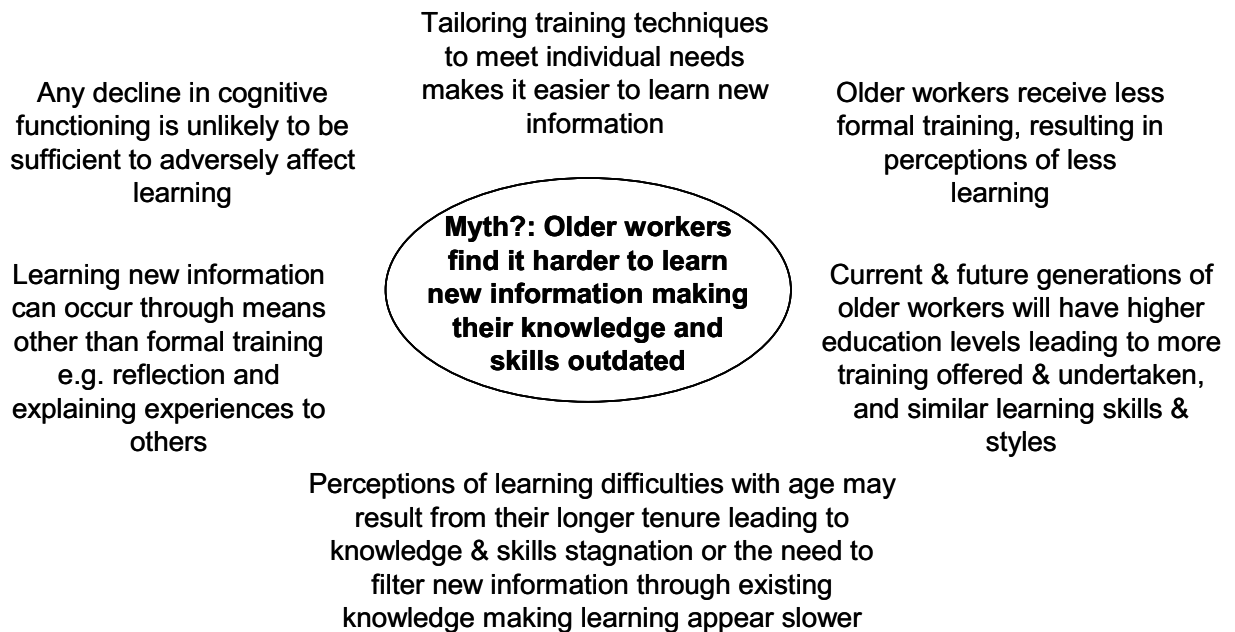 Tailoring training techniques
to meet individual needs
makes it easier to learn new
information
Any decline in cognitive
functioning is unlikely to be
sufficient to adversely affect
learning
Older workers receive less
formal training, resulting in
perceptions of less
learning
Myth?: Older workers
find it harder to learn
new information making
their knowledge and
skills outdated
Learning new information
can occur through means
other than formal training
e.g. reflection and
explaining experiences to
others
Current & future generations of
older workers will have higher
education levels leading to more
training offered & undertaken,
and similar learning skills &
styles
Perceptions of learning difficulties with age may
result from their longer tenure leading to
knowledge & skills stagnation or the need to
filter new information through existing
knowledge making learning appear slower